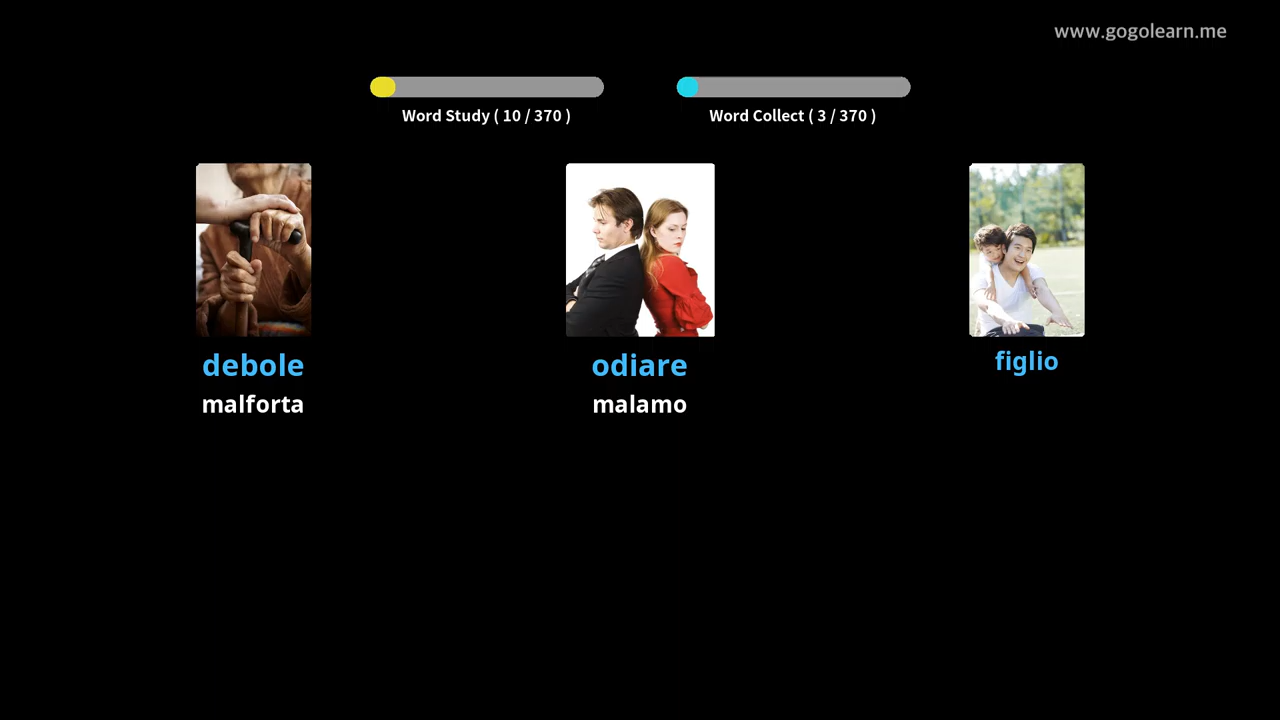 www.gogolearn.me
Word Study ( 10 / 370 )
Word Collect ( 3 / 370 )
debole
malforta
odiare
malamo
figlio